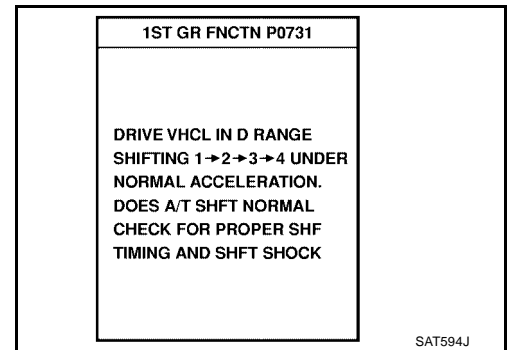 1ST GR FNCTN P0731
DRIVE VHCL IN D RANGE
SHIFTING 1→2→3→4 UNDER
NORMAL ACCELERATION.
DOES A/T SHFT NORMAL
CHECK FOR PROPER SHF
TIMING AND SHFT SHOCK
SAT594J